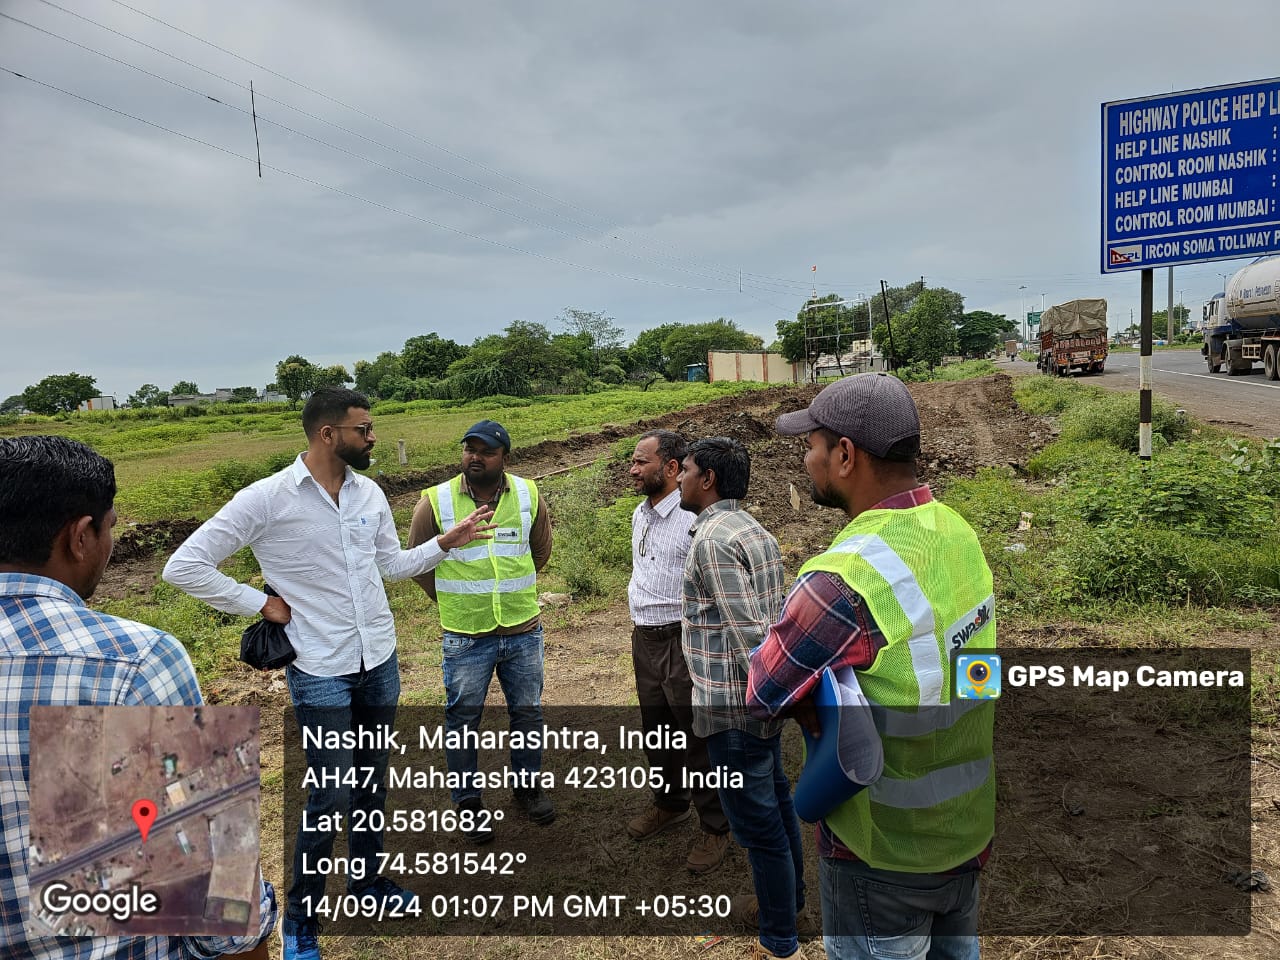 HIGHWAY POLICE HELP
HELP LINE NASHIK :
CONTROL ROOM NASHIK :
HELP LINE MUMBAI :
CONTROL ROOM MUMBAI :
IRCON SOMA TOLLWAY P
GPS Map Camera
Nashik, Maharashtra, India
AH47, Maharashtra 423105, India
Lat 20.581682°
Long 74.581542°
14/09/24 01:07 PM GMT +05:30
Google